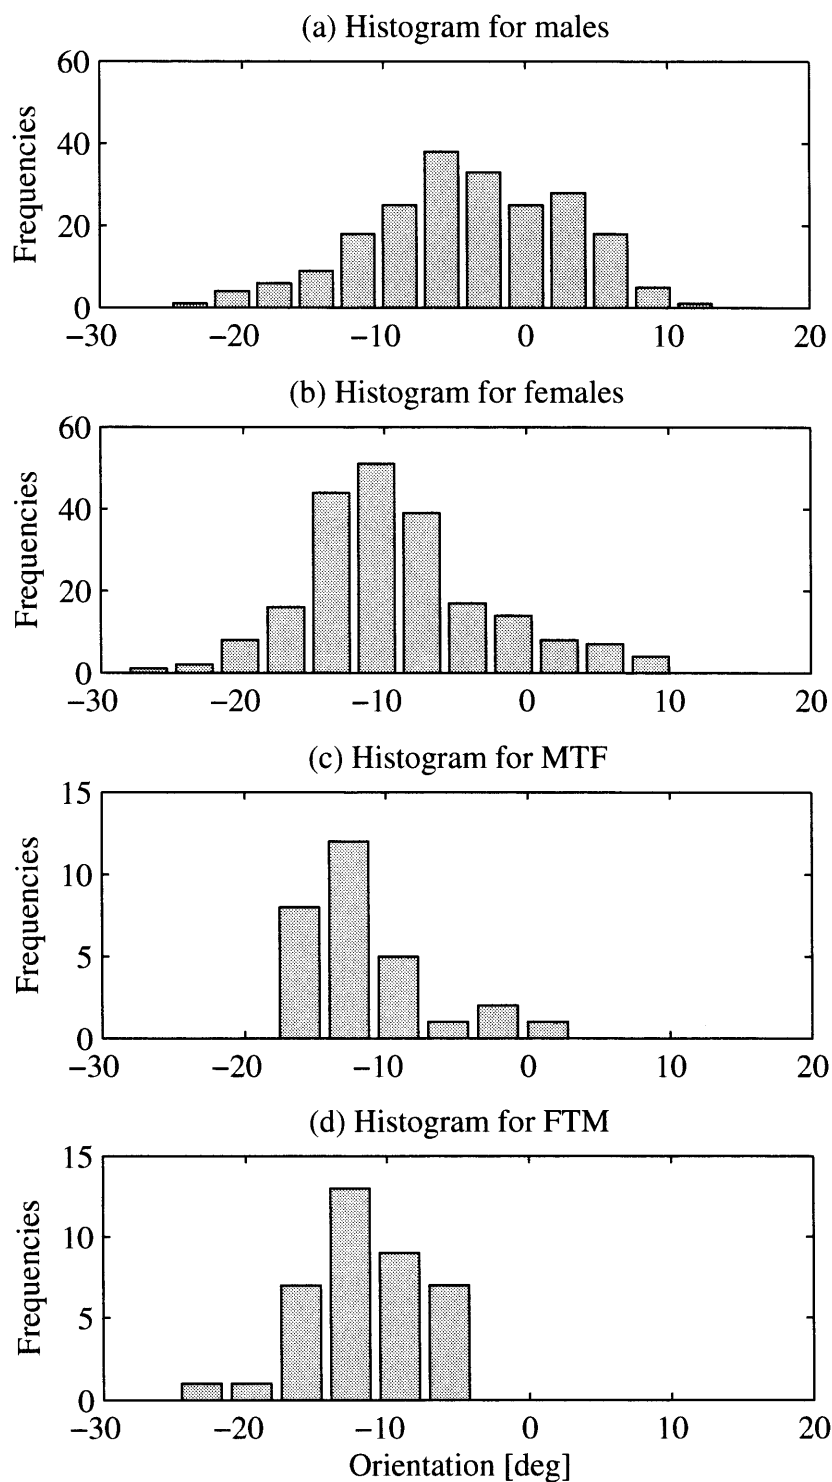 (a) Histogram for males
Frequencies
60
40
20
0
−30 −20 −10 0 10 20
(b) Histogram for females
Frequencies
60
40
20
0
−30 −20 −10 0 10 20
(c) Histogram for MTF
Frequencies
15
10
5
0
−30 −20 −10 0 10 20
(d) Histogram for FTM
Frequencies
15
10
5
0
−30 −20 −10 0 10 20
Orientation [deg]